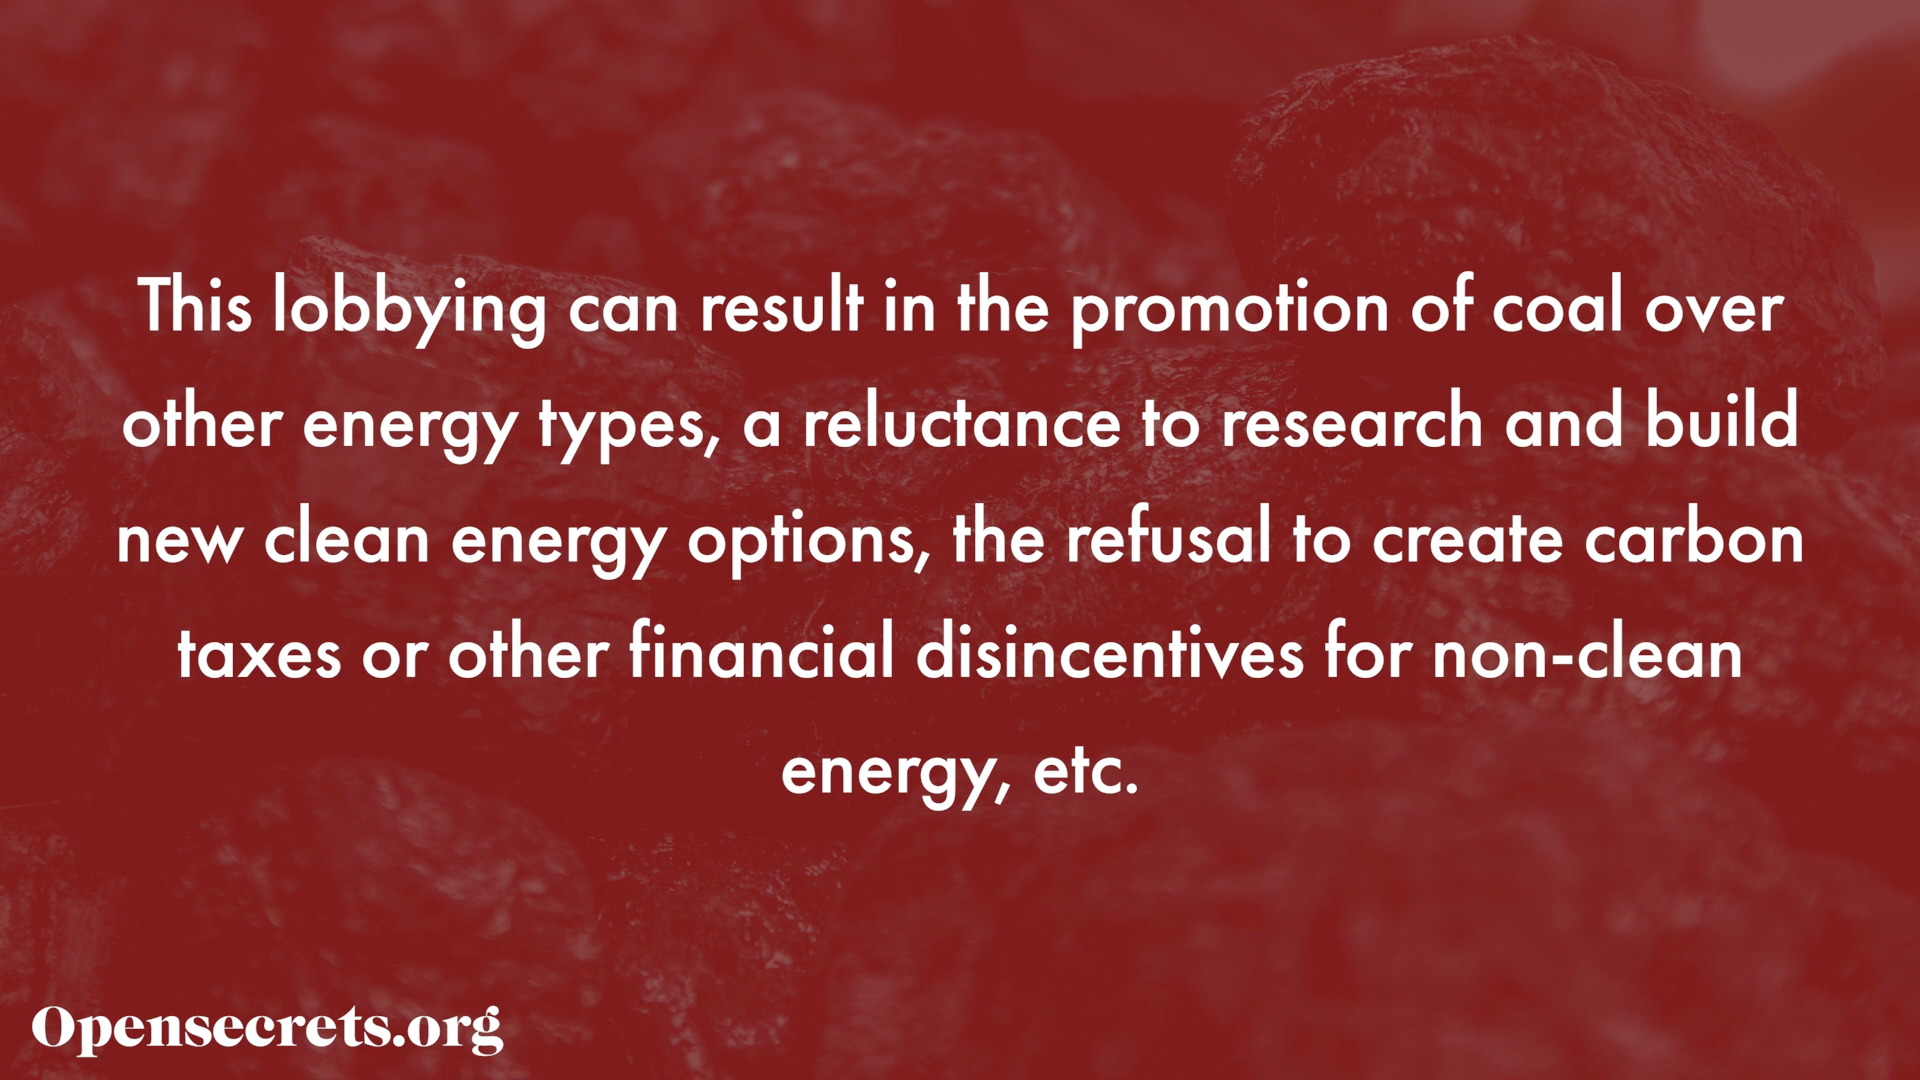 This lobbying can result in the promotion of coal over
other energy types, a reluctance to research and build
new clean energy options, the refusal to create carbon
taxes or other financial disincentives for non-clean
energy, etc.
Opensecrets.org